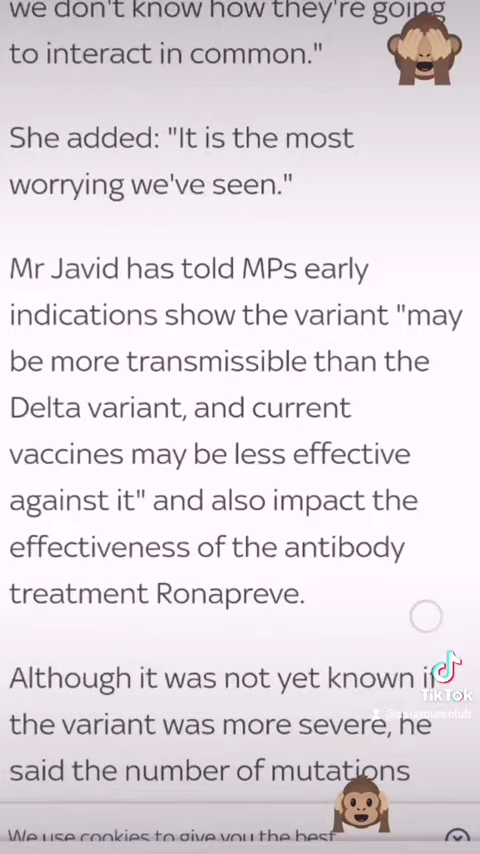 we don't know how they're going
to interact in common."
She added: "It is the most
worrying we've seen."
Mr Javid has told MPs early
indications show the variant "may
be more transmissible than the
Delta variant, and current
vaccines may be less effective
against it" and also impact the
effectiveness of the antibody
treatment Ronapreve.
Although it was not yet known if
TikTok
the variant was more severe, he
said the number of mutations
We use cookies to give you the best